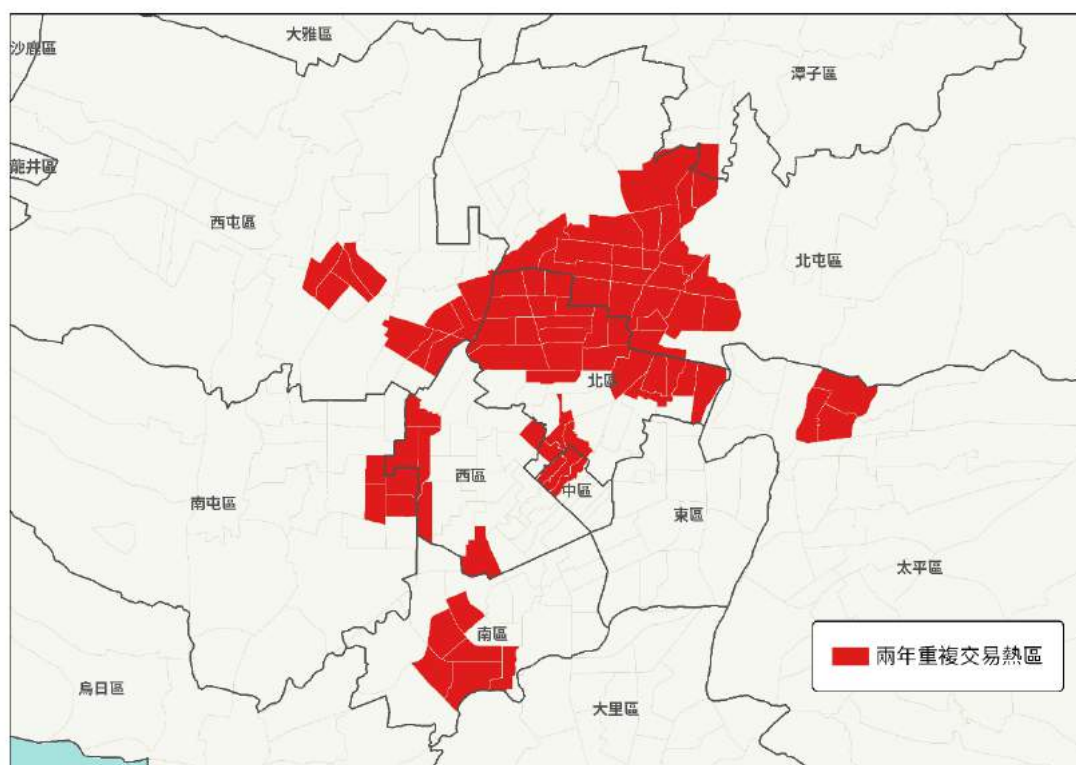 大雅區
沙鹿區
潭子區
龍井區
西屯區
北屯區
北區
西區
中區
南屯區
東區
太平區
南區
兩年重複交易熱區
烏日區
大里區